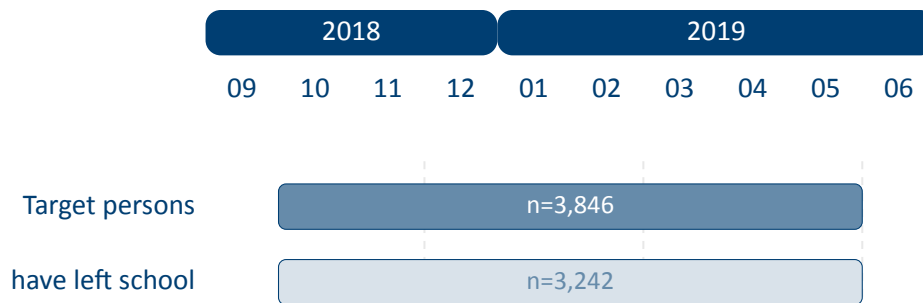 2018 2019
09 10 11 12 01 02 03 04 05 06
Target persons n=3,846
have left school n=3,242